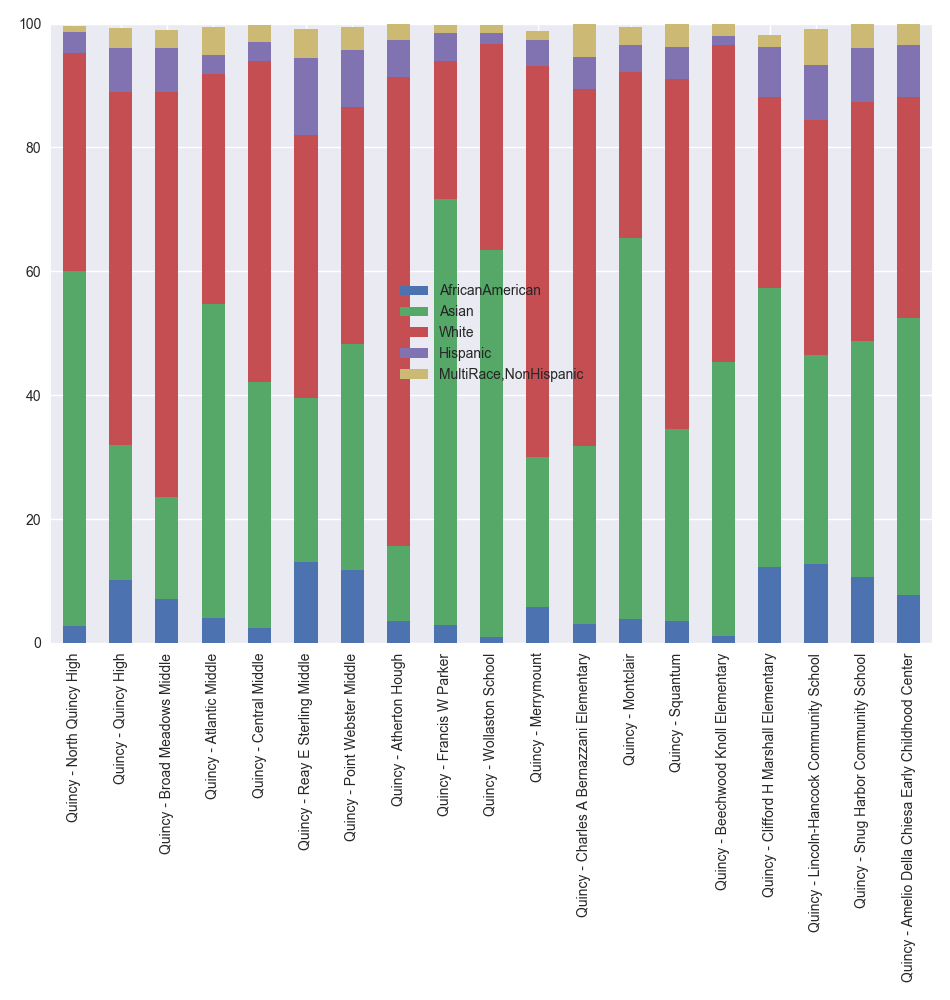 100
80
60
40
20
0
AfricanAmerican
Asian
White
Hispanic
MultiRace,NonHispanic
Quincy - North Quincy High
Quincy - Quincy High
Quincy - Broad Meadows Middle
Quincy - Atlantic Middle
Quincy - Central Middle
Quincy - Reay E Sterling Middle
Quincy - Point Webster Middle
Quincy - Atherton Hough
Quincy - Francis W Parker
Quincy - Wollaston School
Quincy - Merrymount
Quincy - Charles A Bernazzani Elementary
Quincy - Montclair
Quincy - Squantum
Quincy - Beechwood Knoll Elementary
Quincy - Clifford H Marshall Elementary
Quincy - Lincoln-Hancock Community School
Quincy - Snug Harbor Community School
Quincy - Amelio Della Chiesa Early Childhood Center